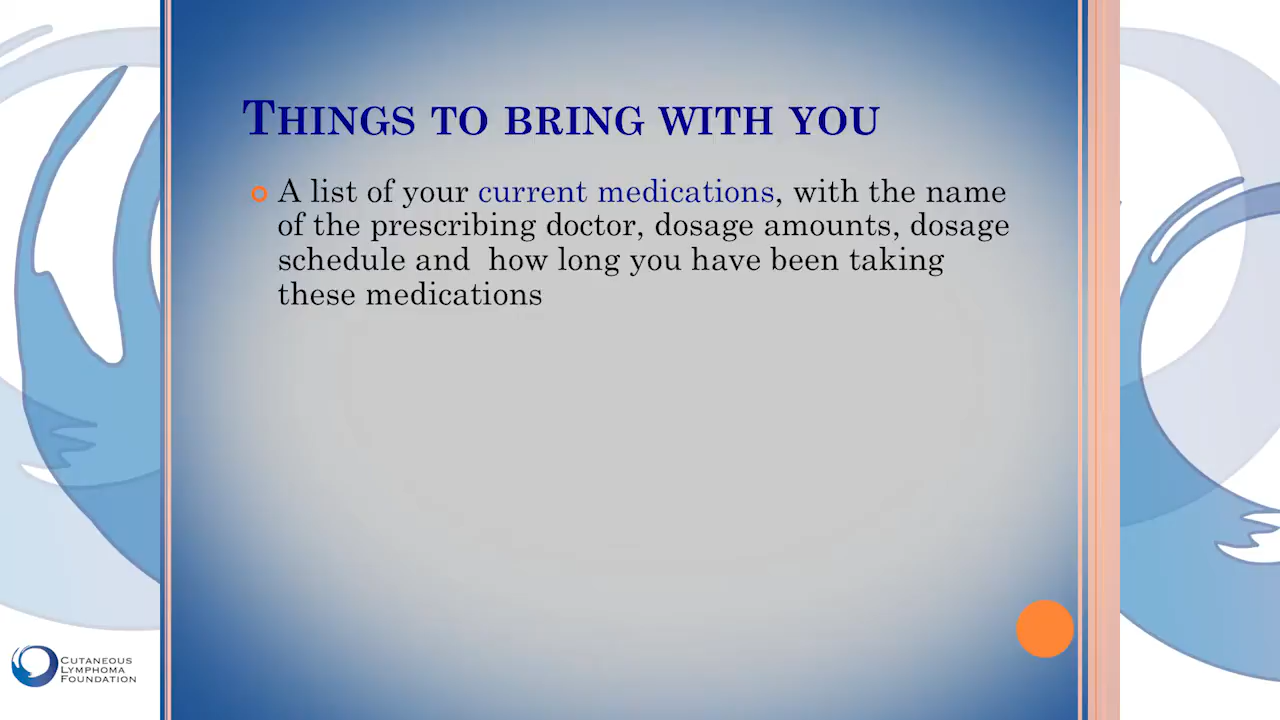 THINGS TO BRING WITH YOU
A list of your current medications, with the name
of the prescribing doctor, dosage amounts, dosage
schedule and  how long you have been taking
these medications
CUTANEOUS
LYMPHOMA
FOUNDATION